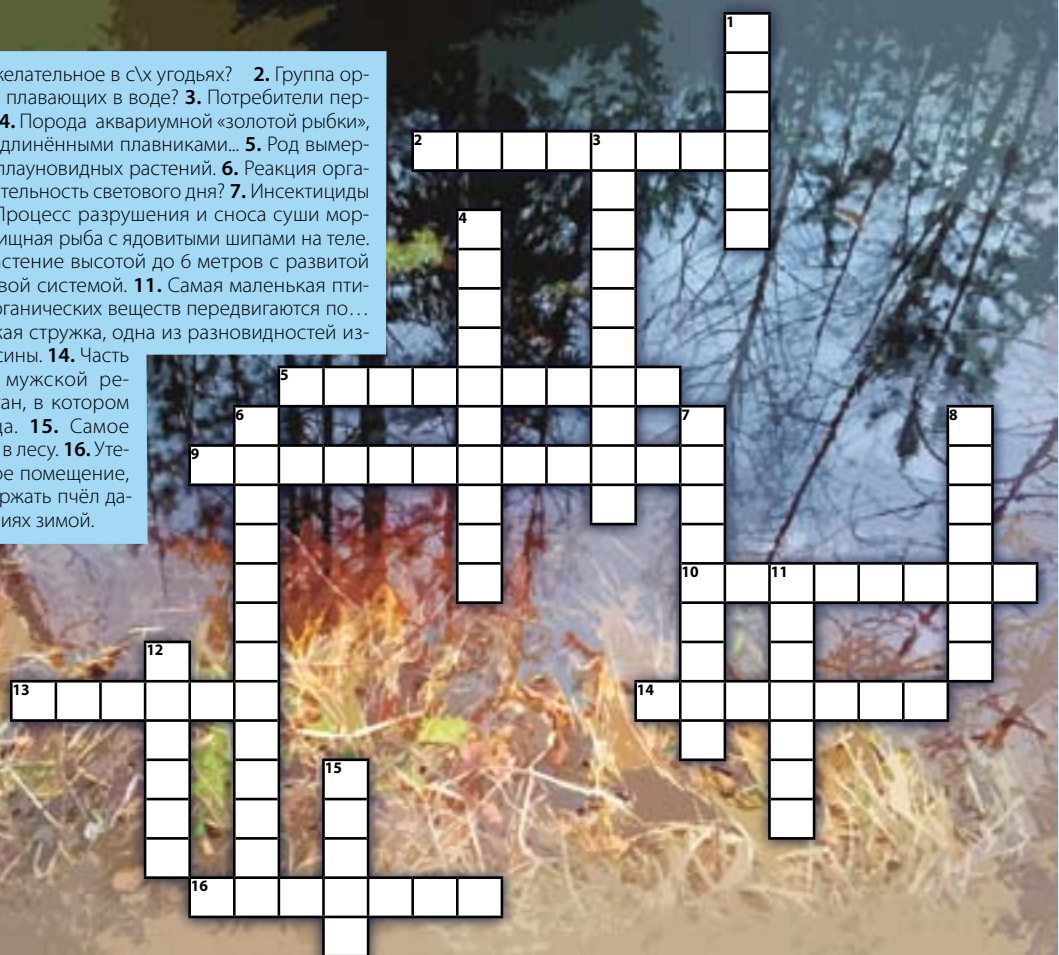 желательное в с\х угодьях? 2. Группа ор-
плавающих в воде? 3. Потребители пер-
4. Порода аквариумной «золотой рыбки»,
длинёнными плавниками... 5. Род вымер-
плауновидных растений. 6. Реакция орга-
тельность светового дня? 7. Инсектициды
Процесс разрушения и сноса суши мор-
ищная рыба с ядовитыми шипами на теле.
астение высотой до 6 метров с развитой
вой системой. 11. Самая маленькая пти-
рганических веществ передвигаются по…
кая стружка, одна из разновидностей из-
сины. 14. Часть
мужской ре-
ган, в котором
да. 15. Самое
в лесу. 16. Уте-
ре помещение,
ржать пчёл да-
иях зимой.
1
2 3
4
5
6 7 8
9
10 11
12
13 14
15
16